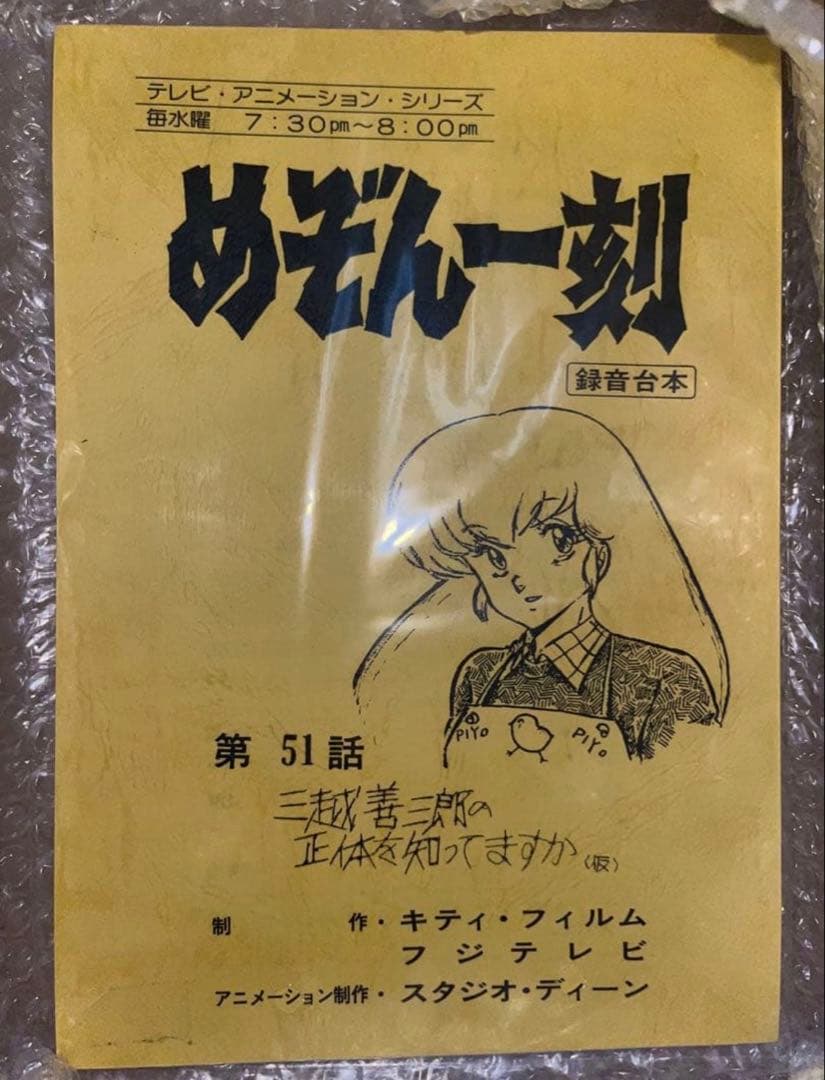 テレビ・アニメーション・シリーズ
毎水曜 7:30pm〜8:00pm
めぞん一刻
録音台本
PIYO
PIYO
第 51 話
三越善三郎の
正体を知ってますか(仮)
制 作・キティ・フィルム
フジテレビ
アニメーション制作・スタジオ・ディーン